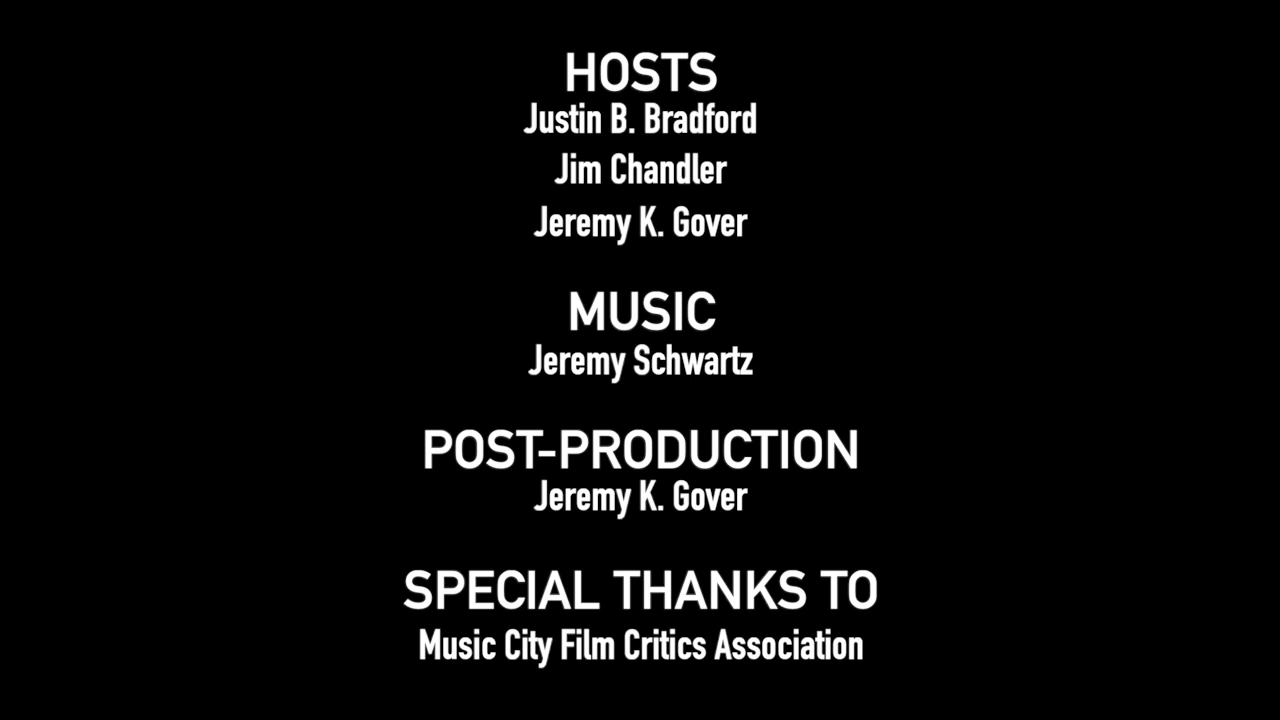 HOSTS
Justin B. Bradford
Jim Chandler
Jeremy K. Gover
MUSIC
Jeremy Schwartz
POST-PRODUCTION
Jeremy K. Gover
SPECIAL THANKS TO
Music City Film Critics Association